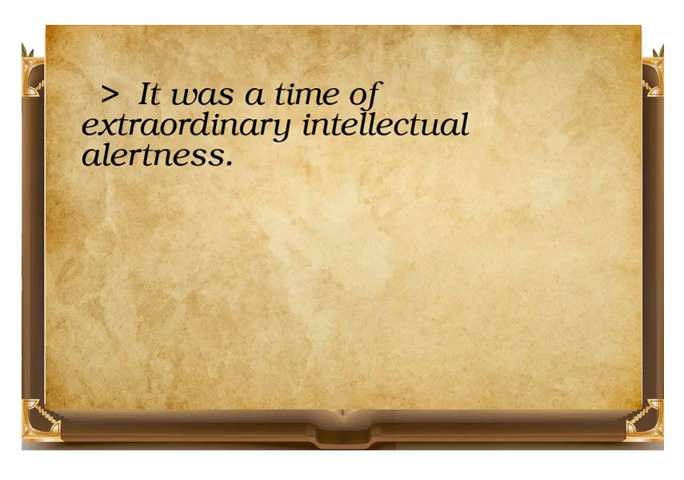 > It was a time of
extraordinary intellectual
alertness.